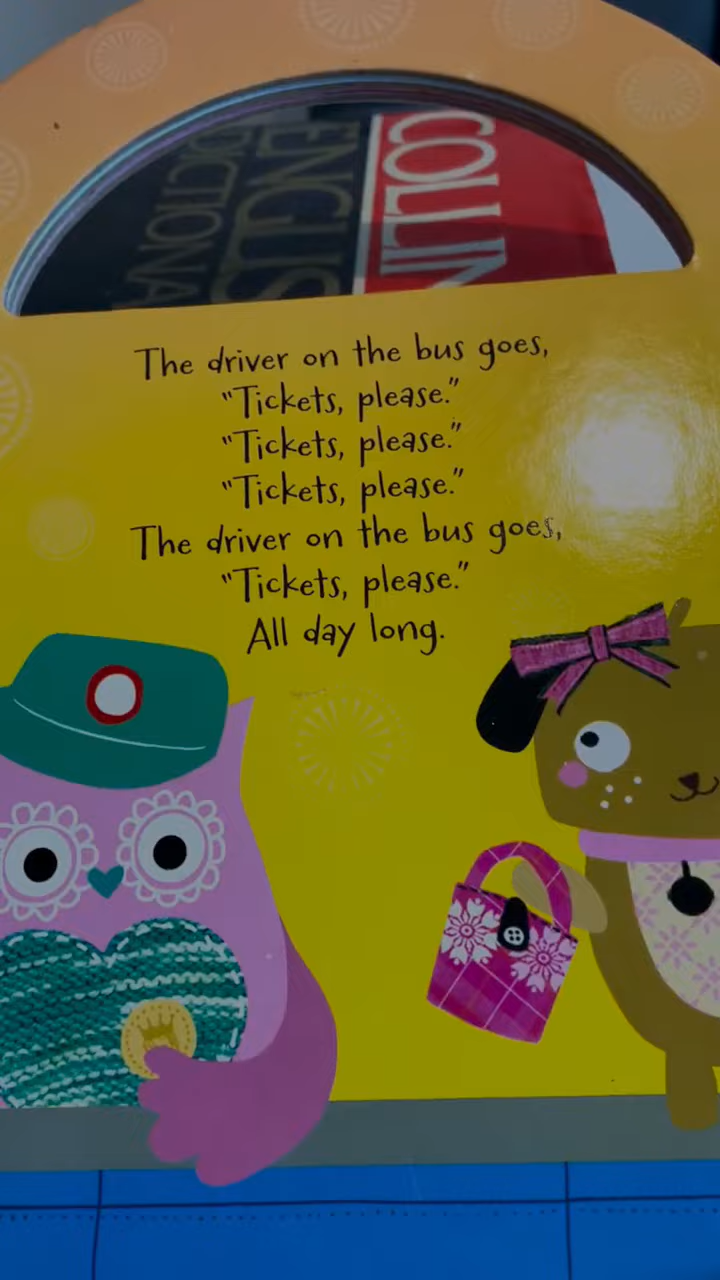 COLLIN
ENGLIS
DICTIONA
The driver on the bus goes,
"Tickets, please."
"Tickets, please."
"Tickets, please."
The driver on the bus goes,
"Tickets, please."
All day long.